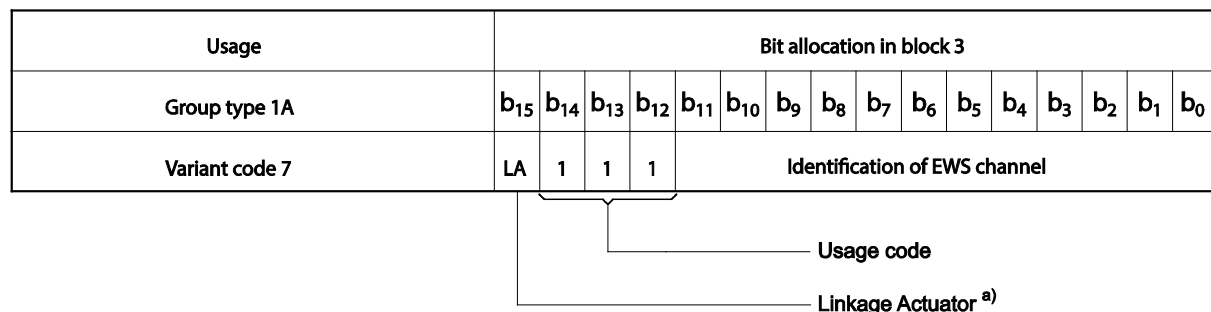 Usage Bit allocation in block 3
Group type 1A b15 b14 b13 b12 b11 b10 b9 b8 b7 b6 b5 b4 b3 b2 b1 b0
Variant code 7 LA 1 1 1 Identification of EWS channel
Usage code
Linkage Actuator a)